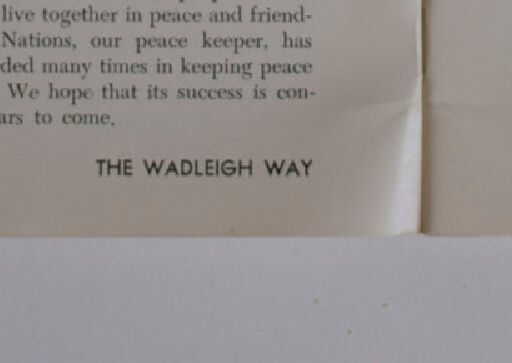 live together in peace and friend-
Nations, our peace keeper, has
ded many times in keeping peace
We hope that its success is con-
ars to come.
THE WADLEIGH WAY